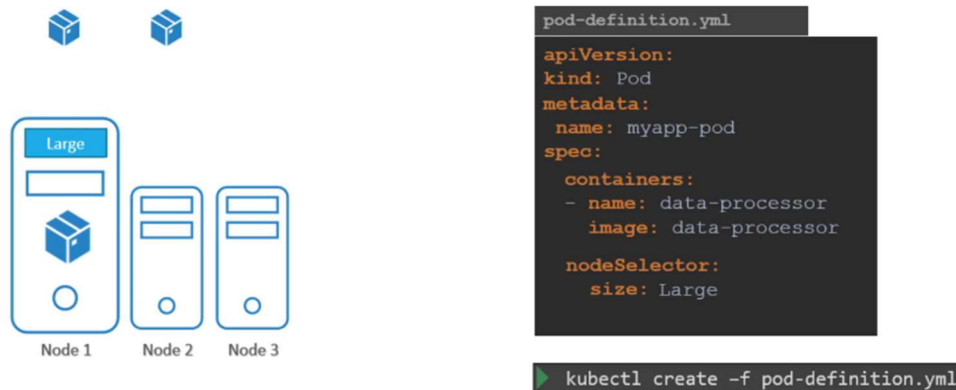 Large
Node 1
Node 2
Node 3
pod-definition.yml
apiVersion:
kind: Pod
metadata:
name: myapp-pod
spec:
containers:
- name: data-processor
image: data-processor
nodeSelector:
size: Large
kubectl create –f pod-definition.yml